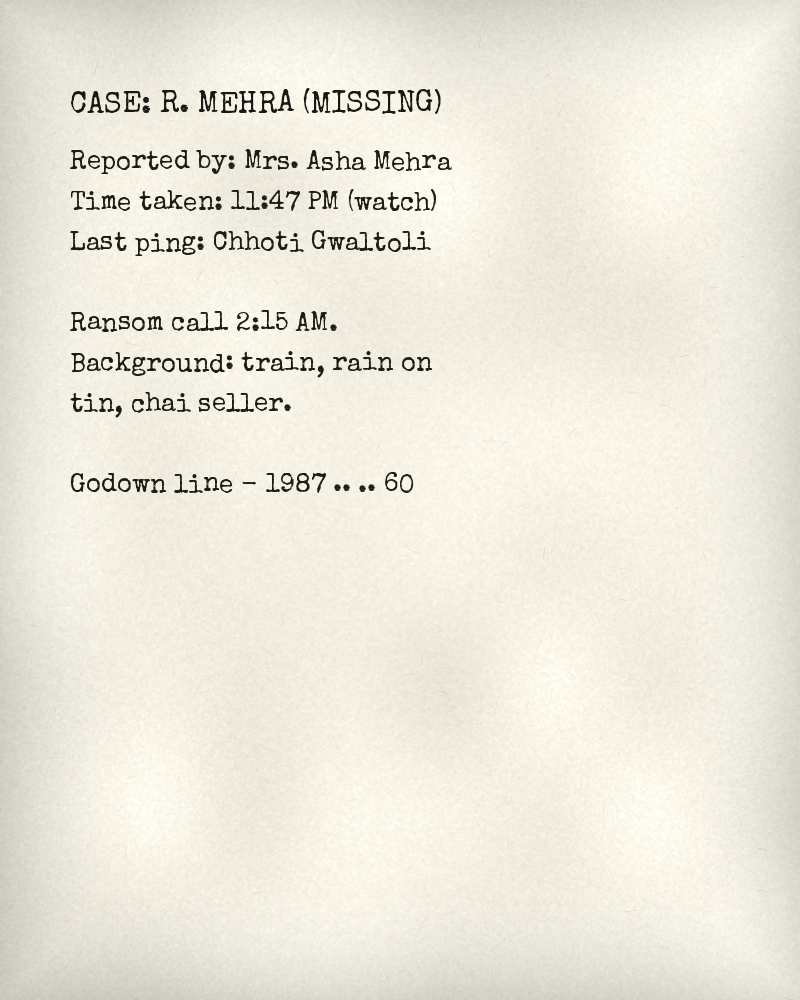 CASE: R. MEHRA (MISSING)
Reported by: Mrs. Asha Mehra
Time taken: 11:47 PM (watch)
Last ping: Chhoti Gwaltoli
Ransom call 2:15 AM.
Background: train, rain on
tin, chai seller.
Godown line – 1987 .. .. 60